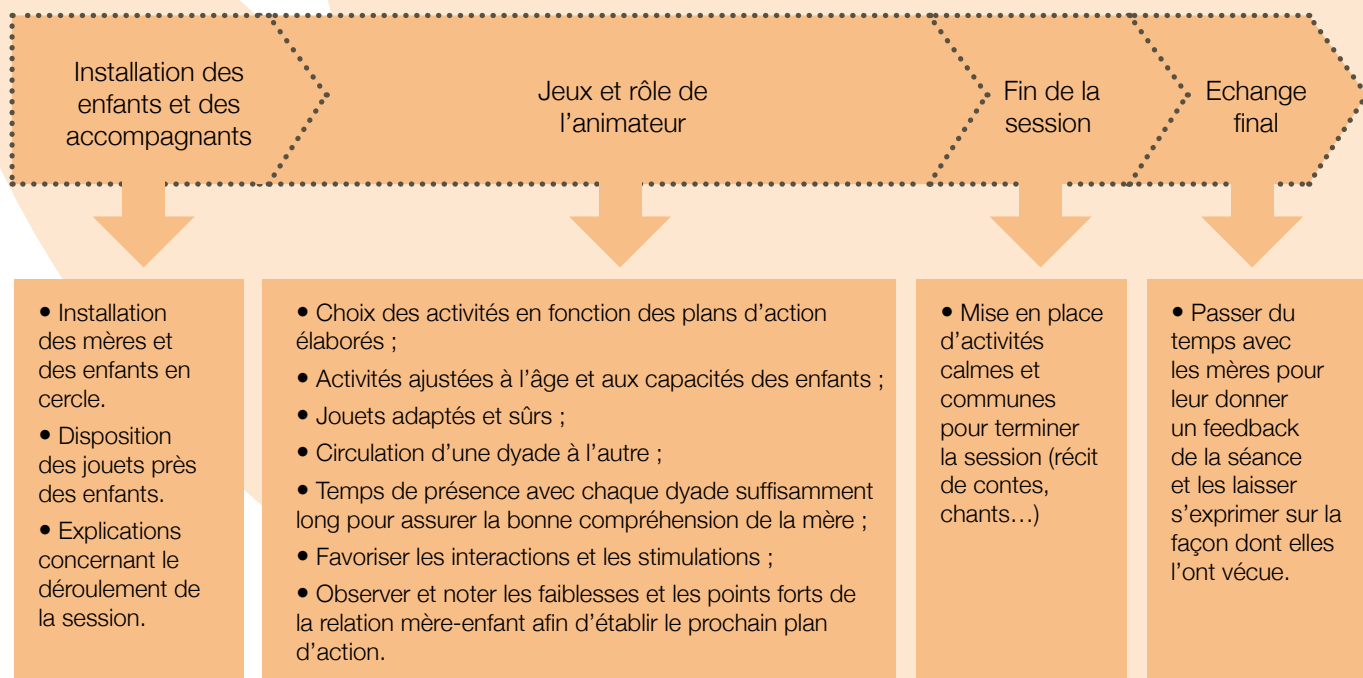 Installation des
enfants et des
accompagnants
Jeux et rôle de
l’animateur
Fin de la
session
Echange
final
• Installation
des mères et
des enfants en
cercle.
• Disposition
des jouets près
des enfants.
• Explications
concernant le
déroulement de
la session.
• Choix des activités en fonction des plans d’action
élaborés ;
• Activités ajustées à l’âge et aux capacités des enfants ;
• Jouets adaptés et sûrs ;
• Circulation d’une dyade à l’autre ;
• Temps de présence avec chaque dyade suffisamment
long pour assurer la bonne compréhension de la mère ;
• Favoriser les interactions et les stimulations ;
• Observer et noter les faiblesses et les points forts de
la relation mère-enfant afin d’établir le prochain plan
d’action.
• Mise en place
d’activités
calmes et
communes
pour terminer
la session (récit
de contes,
chants…)
• Passer du
temps avec
les mères pour
leur donner
un feedback
de la séance
et les laisser
s’exprimer sur la
façon dont elles
l’ont vécue.